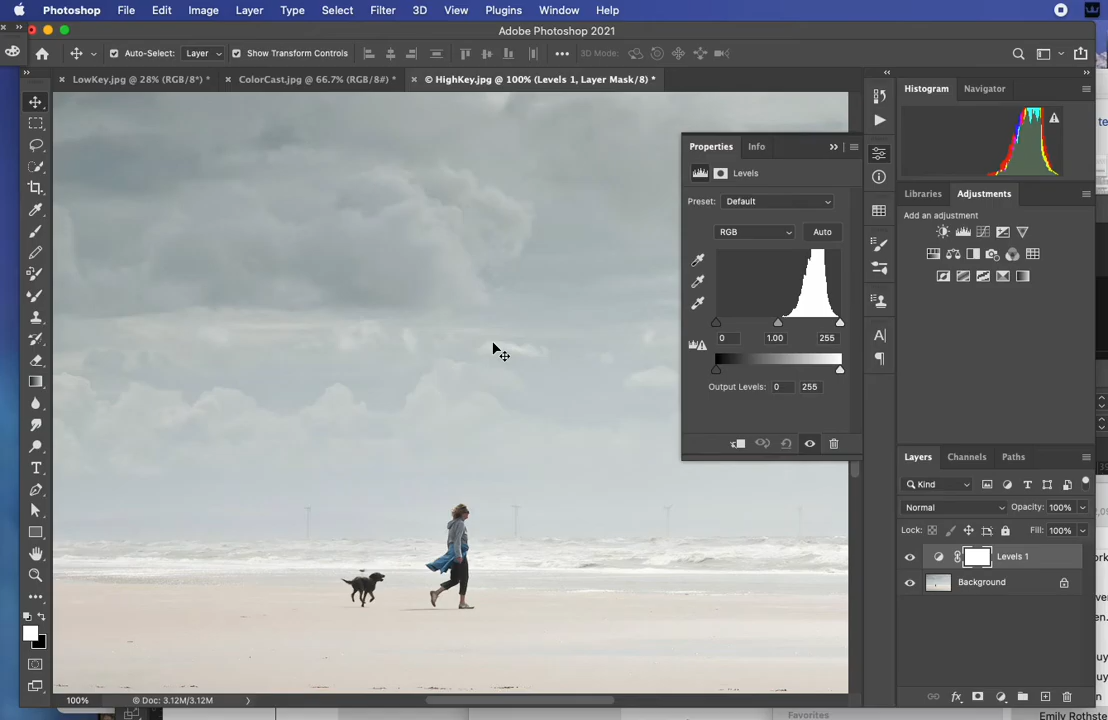 Photoshop File Edit Image Layer Type Select Filter 3D View Plugins Window Help
Adobe Photoshop 2021
Auto-Select: Layer Show Transform Controls 3D Mode:
LowKey.jpg @ 28% (RGB/8*) * ColorCast.jpg @ 66.7% (RGB/8#) * © HighKey.jpg @ 100% (Levels 1, Layer Mask/8) *
Histogram Navigator
Properties Info
Levels
Preset: Default
RGB Auto
0 1.00 255
Output Levels: 0 255
Libraries Adjustments
Add an adjustment
Layers Channels Paths
Kind
Normal Opacity: 100%
Lock: Fill: 100%
Levels 1
Background
100% © Doc: 3.12M/3.12M
Favorites
Emily Rothste